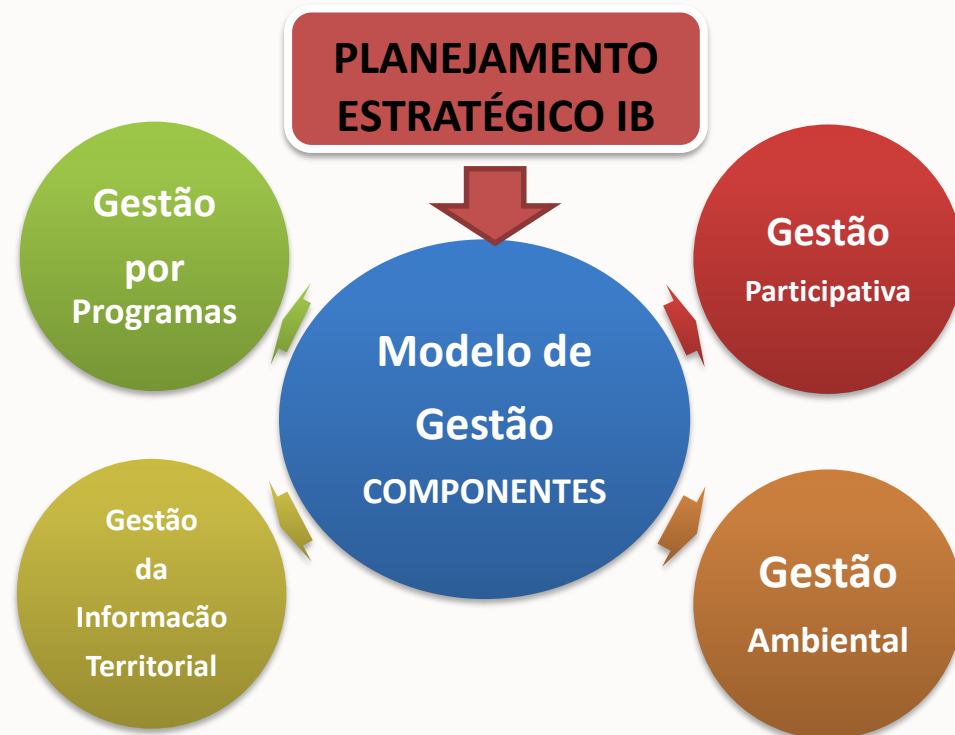 PLANEJAMENTO
ESTRATÉGICO IB
Gestão
por
Programas
Gestão
Participativa
Modelo de
Gestão
COMPONENTES
Gestão
da
Informacão
Territorial
Gestão
Ambiental